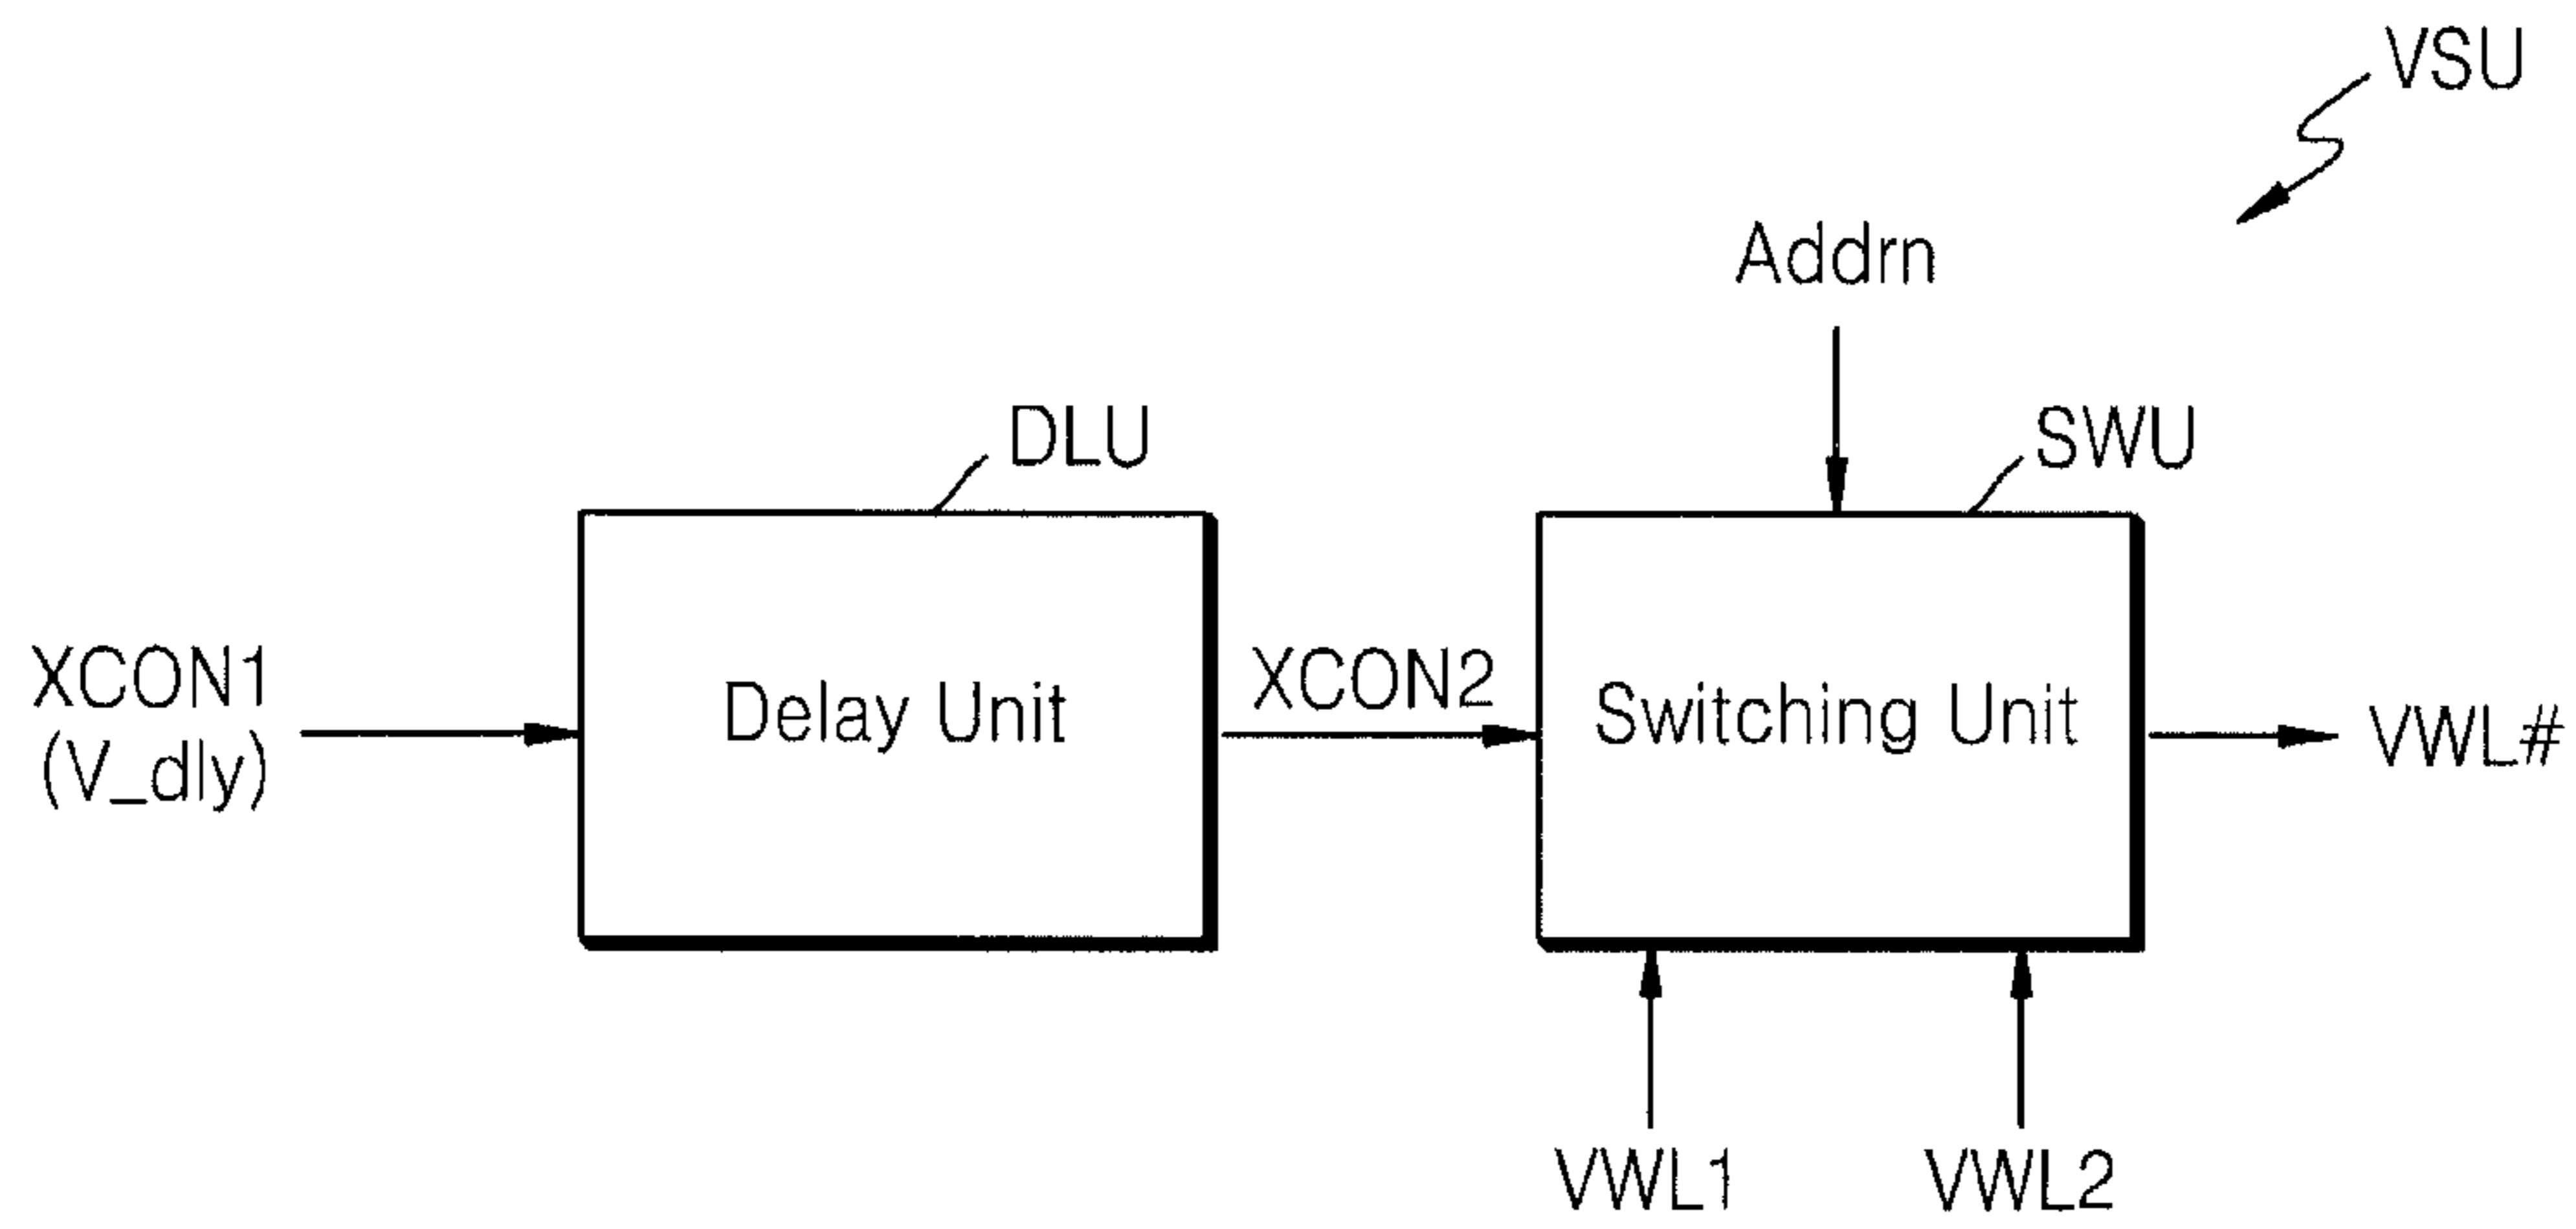 VSU
Addrn
DLU
SWU
XCON1
(V_dly)
Delay Unit
XCON2
Switching Unit
VWL#
VWL1
VWL2